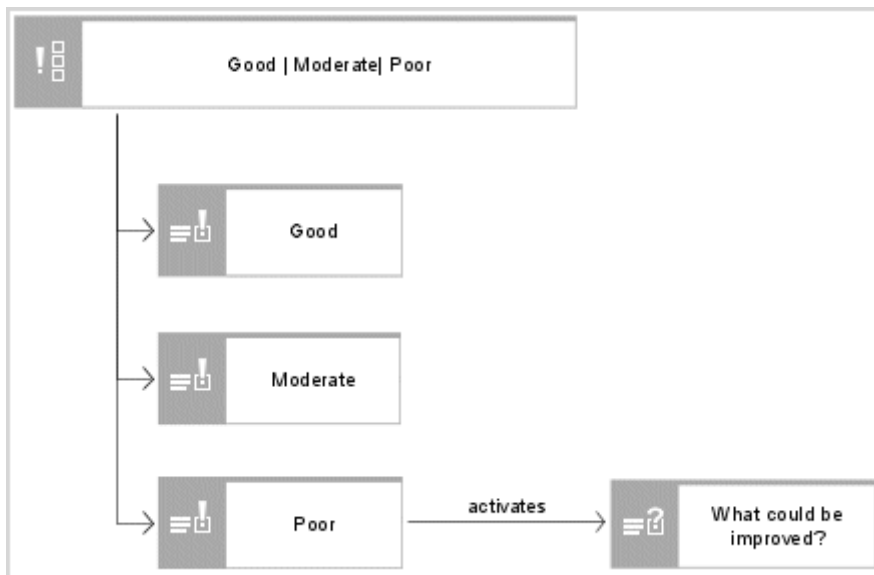 Good | Moderate| Poor
Good
Moderate
Poor
activates
What could be
improved?